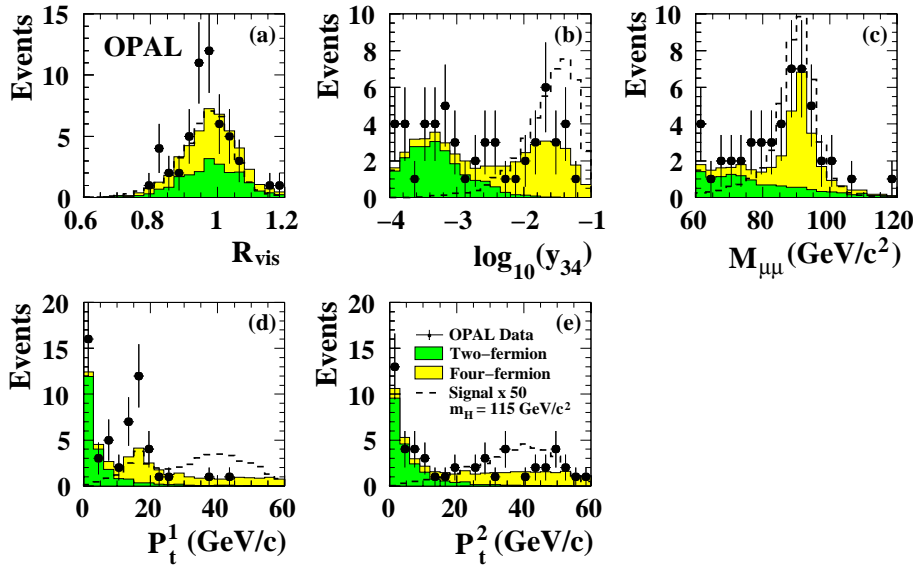 Events
15
10
5
0
0.6
0.8
1
1.2
OPAL
(a)
R_vis
Events
10
8
6
4
2
0
−4
−3
−2
−1
(b)
log_10(y_34)
Events
10
8
6
4
2
0
60
80
100
120
(c)
M_μμ (GeV/c²)
Events
20
15
10
5
0
0
20
40
60
(d)
P_t^1 (GeV/c)
Events
20
15
10
5
0
0
20
40
60
(e)
OPAL Data
Two−fermion
Four−fermion
Signal x 50
m_H = 115 GeV/c²
P_t^2 (GeV/c)